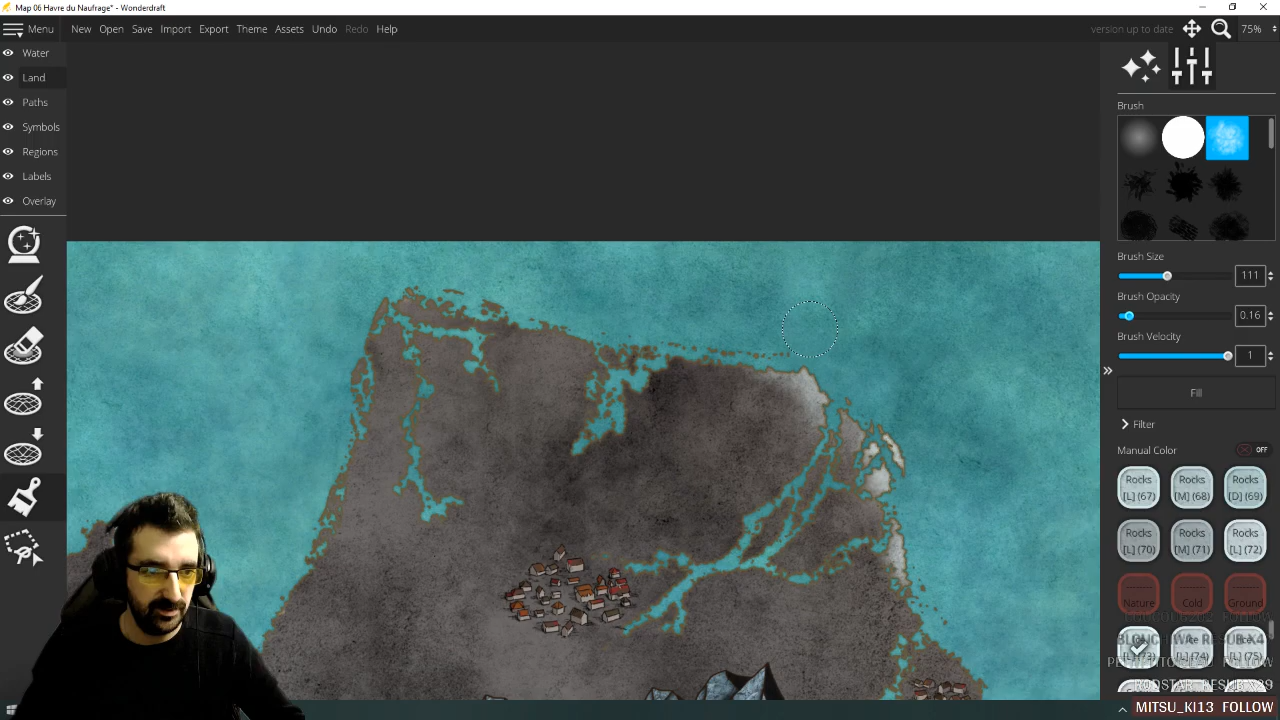 Map 06 Havre du Naufrage* - Wonderdraft
Menu New Open Save Import Export Theme Assets Undo Redo Help version up to date 75%
Water
Land
Paths
Symbols
Regions
Labels
Overlay
Brush
Brush Size
111
Brush Opacity
0.16
Brush Velocity
1
Fill
Filter
Manual Color OFF
Rocks Rocks Rocks
[L] (67) [M] (68) [D] (69)
Rocks Rocks Rocks
[L] (70) [M] (71) [L] (72)
Nature Cold Ground
[L] (73) [L] (74) [L] (75)
MITSU_KI13 FOLLOW